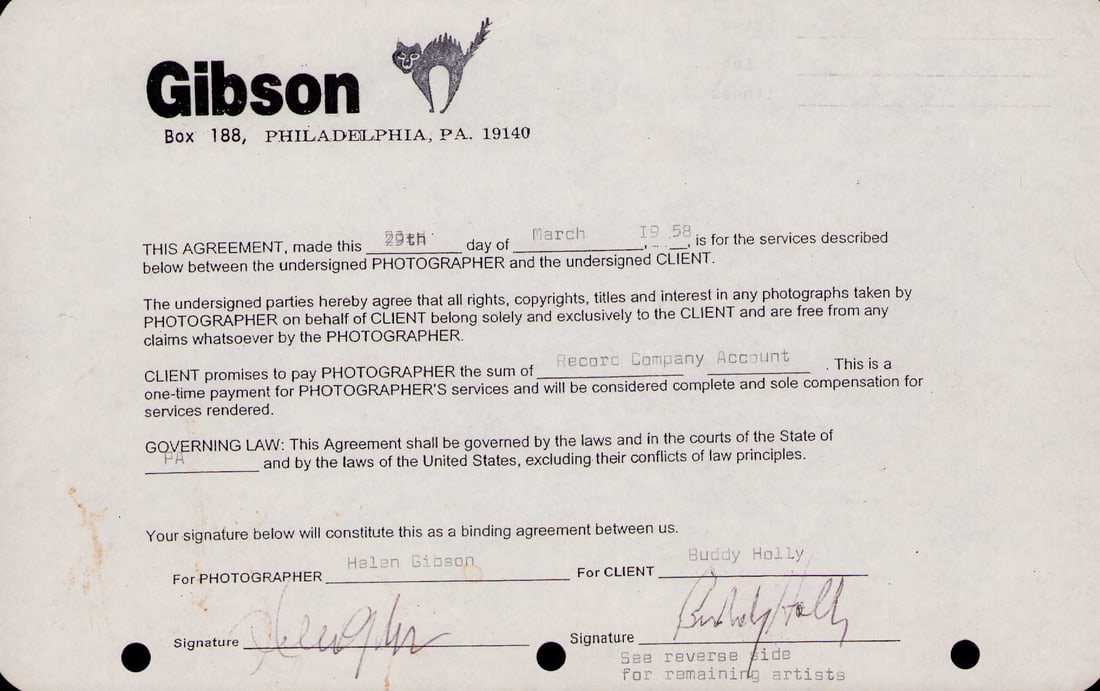 Gibson
Box 188, PHILADELPHIA, PA. 19140
THIS AGREEMENT, made this 29th day of March, 19 58, is for the services described
below between the undersigned PHOTOGRAPHER and the undersigned CLIENT.
The undersigned parties hereby agree that all rights, copyrights, titles and interest in any photographs taken by
PHOTOGRAPHER on behalf of CLIENT belong solely and exclusively to the CLIENT and are free from any
claims whatsoever by the PHOTOGRAPHER.
CLIENT promises to pay PHOTOGRAPHER the sum of Record Company Account . This is a
one-time payment for PHOTOGRAPHER'S services and will be considered complete and sole compensation for
services rendered.
GOVERNING LAW: This Agreement shall be governed by the laws and in the courts of the State of
PA and by the laws of the United States, excluding their conflicts of law principles.
Your signature below will constitute this as a binding agreement between us.
For PHOTOGRAPHER Helen Gibson For CLIENT Buddy Holly
Signature Signature Buddy Holly
See reverse side
for remaining artists